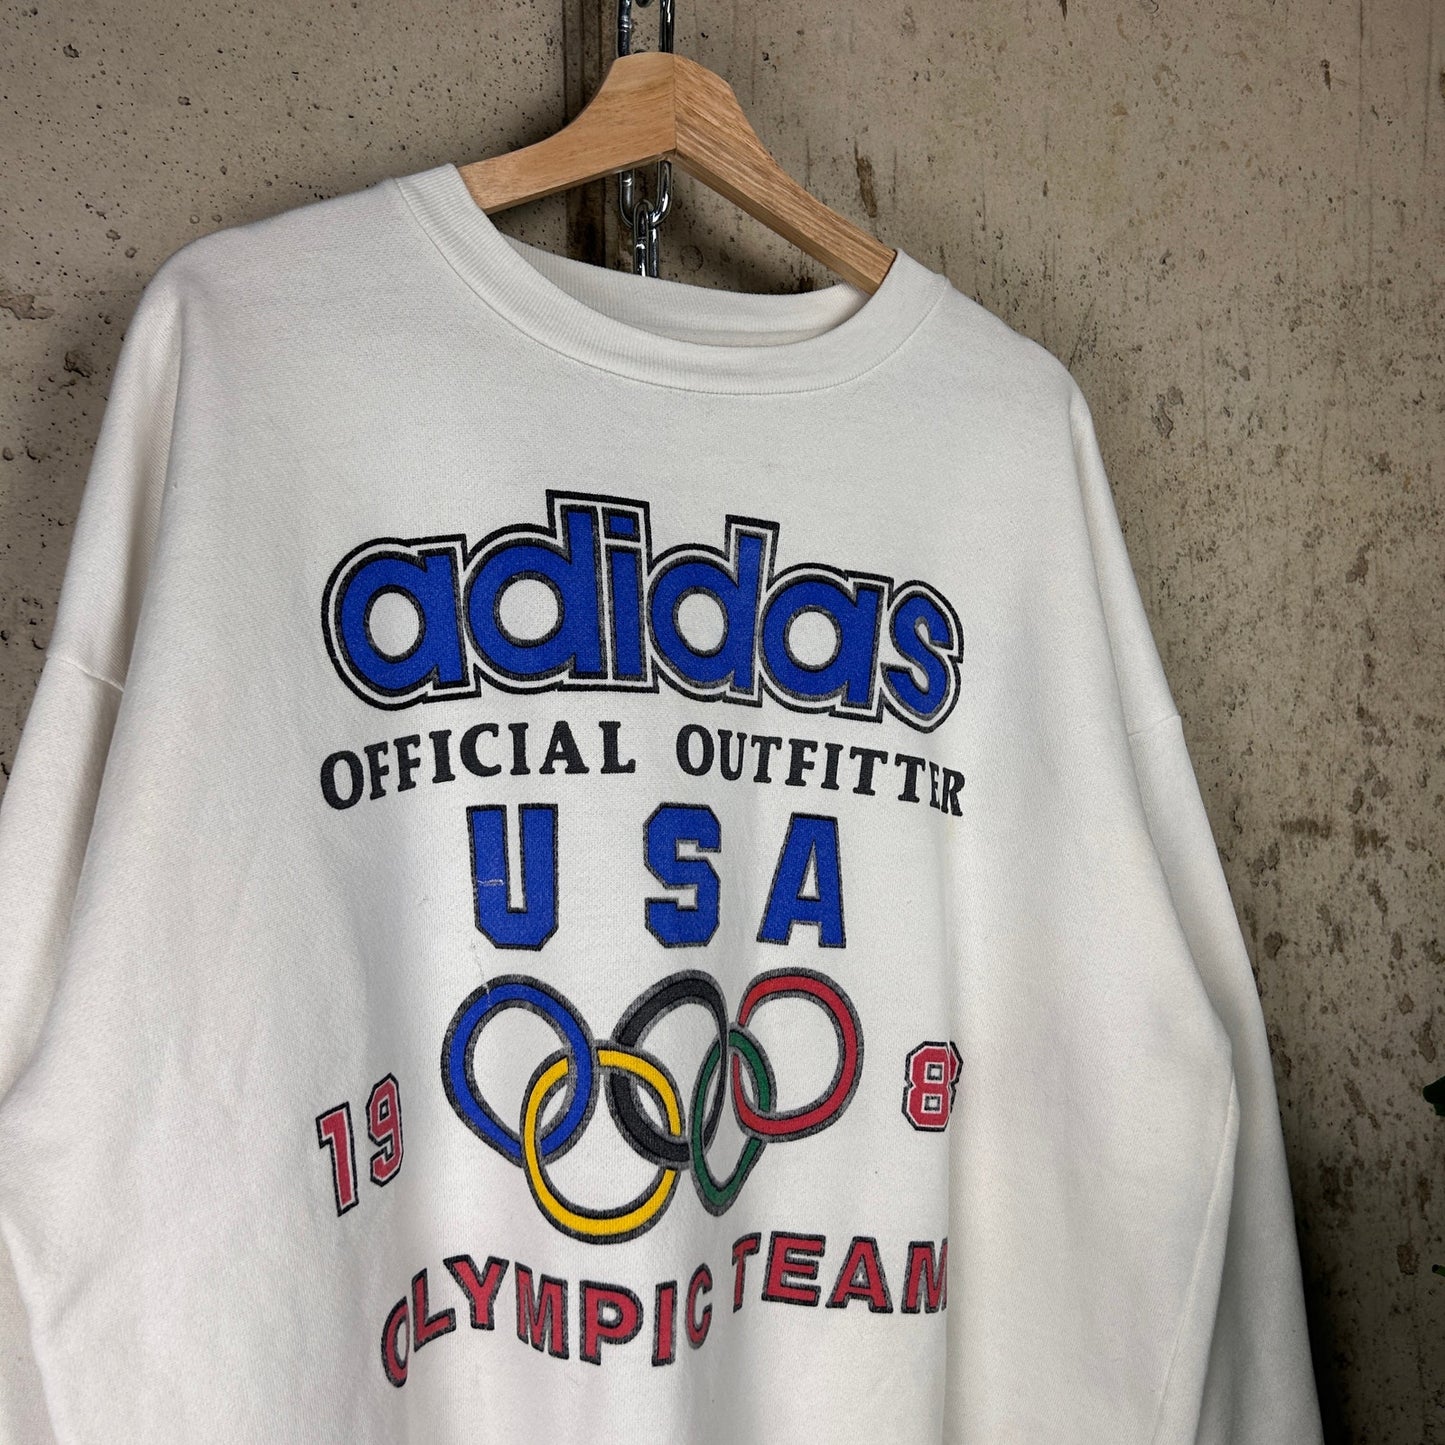 adidas
OFFICIAL OUTFITTER
USA
19 8
OLYMPIC TEAM